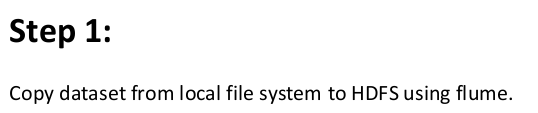 Step 1:
Copy dataset from local file system to HDFS using flume.